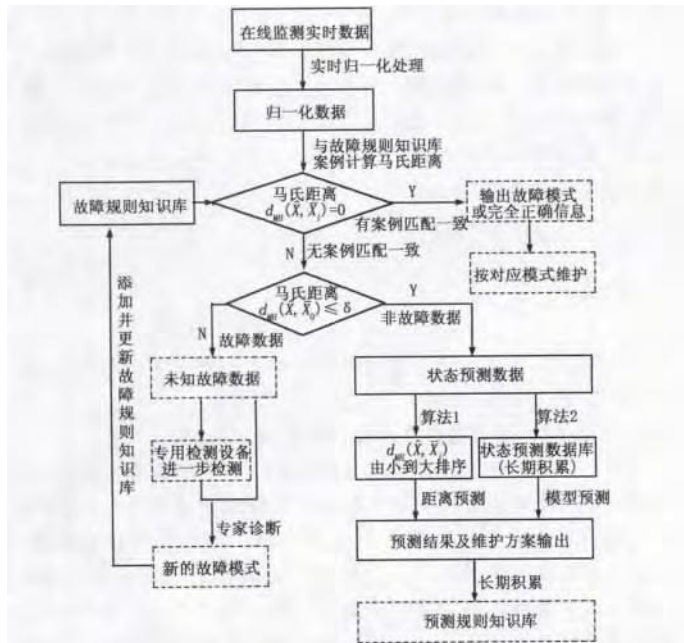 在线监测实时数据
实时归一化处理
归一化数据
与故障规则知识库
案例计算马氏距离
故障规则知识库
马氏距离
d_MH(X̄, X̄_i)=0
Y
有案例匹配一致
输出故障模式
或完全正确信息
按对应模式维护
N
无案例匹配一致
马氏距离
d_MH(X̄, X̄_0)≤δ
Y
非故障数据
N
故障数据
未知故障数据
专用检测设备
进一步检测
专家诊断
新的故障模式
添加并更新故障规则知识库
状态预测数据
算法1
算法2
d_MH(X̄, X̄_i)
由小到大排序
状态预测数据库
(长期积累)
距离预测
模型预测
预测结果及维护方案输出
长期积累
预测规则知识库